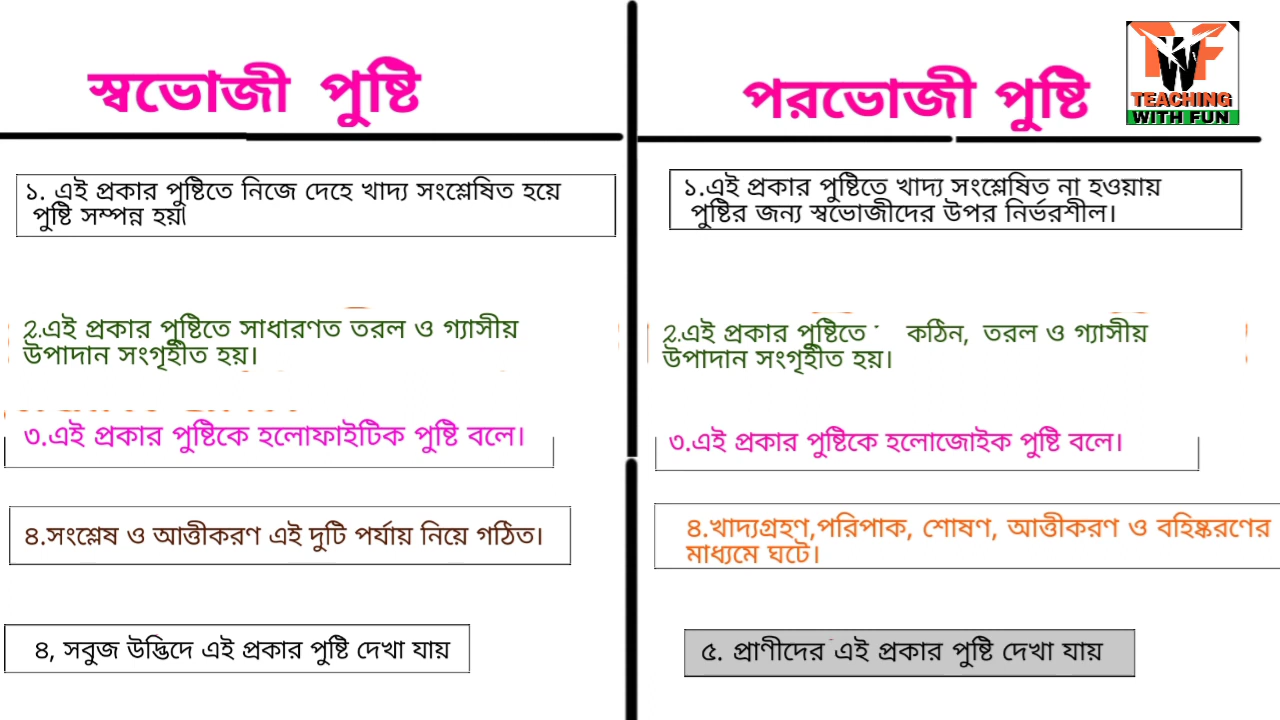 স্বভোজী পুষ্টি
১. এই প্রকার পুষ্টিতে নিজে দেহে খাদ্য সংশ্লেষিত হয়ে
পুষ্টি সম্পন্ন হয়।
2.এই প্রকার পুষ্টিতে সাধারণত তরল ও গ্যাসীয়
উপাদান সংগৃহীত হয়।
৩.এই প্রকার পুষ্টিকে হলোফাইটিক পুষ্টি বলে।
৪.সংশ্লেষ ও আত্তীকরণ এই দুটি পর্যায় নিয়ে গঠিত।
৪, সবুজ উদ্ভিদে এই প্রকার পুষ্টি দেখা যায়
পরভোজী পুষ্টি
TWF
TEACHING
WITH FUN
১.এই প্রকার পুষ্টিতে খাদ্য সংশ্লেষিত না হওয়ায়
পুষ্টির জন্য স্বভোজীদের উপর নির্ভরশীল।
2.এই প্রকার পুষ্টিতে কঠিন, তরল ও গ্যাসীয়
উপাদান সংগৃহীত হয়।
৩.এই প্রকার পুষ্টিকে হলোজোইক পুষ্টি বলে।
৪.খাদ্যগ্রহণ,পরিপাক, শোষণ, আত্তীকরণ ও বহিষ্করণের
মাধ্যমে ঘটে।
৫. প্রাণীদের এই প্রকার পুষ্টি দেখা যায়